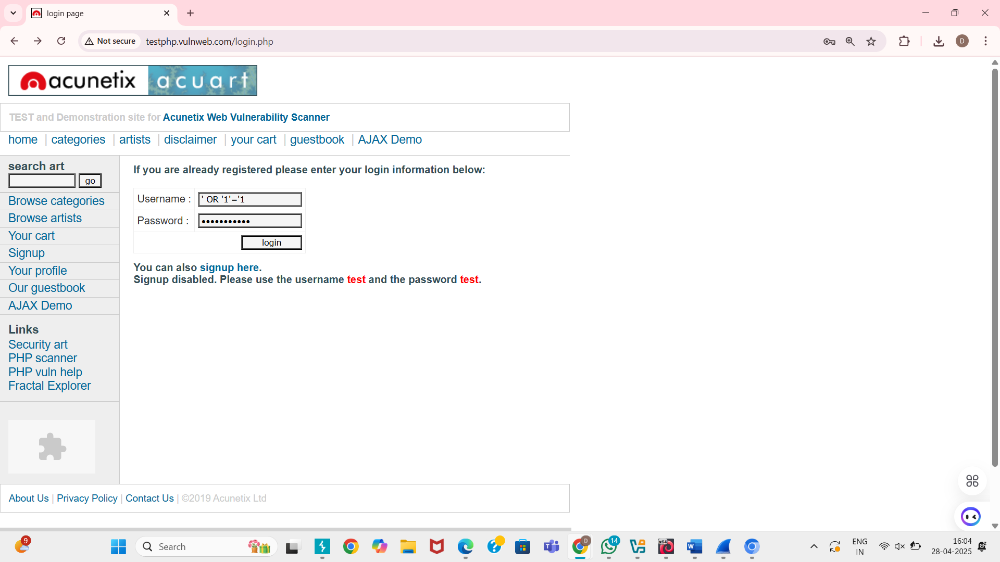 login page
Not secure
testphp.vulnweb.com/login.php
D
acunetix acuart
TEST and Demonstration site for Acunetix Web Vulnerability Scanner
home | categories | artists | disclaimer | your cart | guestbook | AJAX Demo
search art
go
Browse categories
Browse artists
Your cart
Signup
Your profile
Our guestbook
AJAX Demo
Links
Security art
PHP scanner
PHP vuln help
Fractal Explorer
If you are already registered please enter your login information below:
Username : ' OR '1'='1
Password : •••••••••••
login
You can also signup here.
Signup disabled. Please use the username test and the password test.
About Us | Privacy Policy | Contact Us | ©2019 Acunetix Ltd
9
Search
T
D
14
x64
W
ENG
IN
16:04
28-04-2025